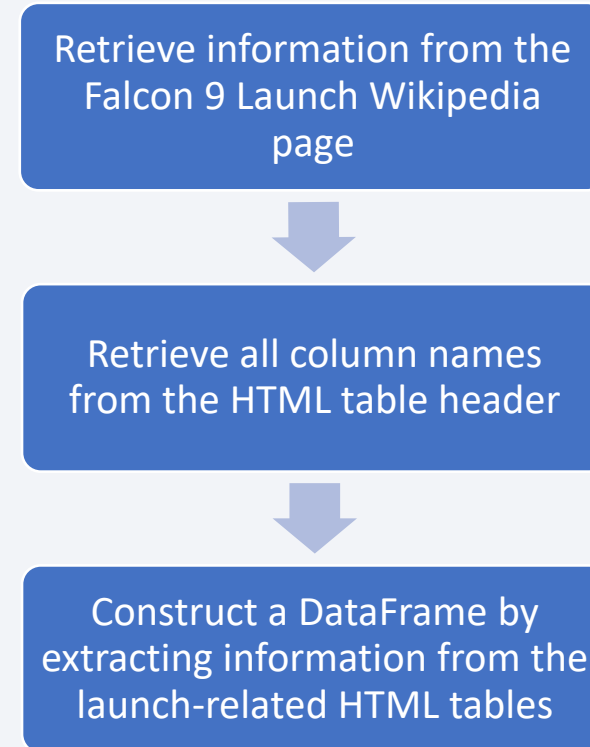 Retrieve information from the
Falcon 9 Launch Wikipedia
page
Retrieve all column names
from the HTML table header
Construct a DataFrame by
extracting information from the
launch-related HTML tables